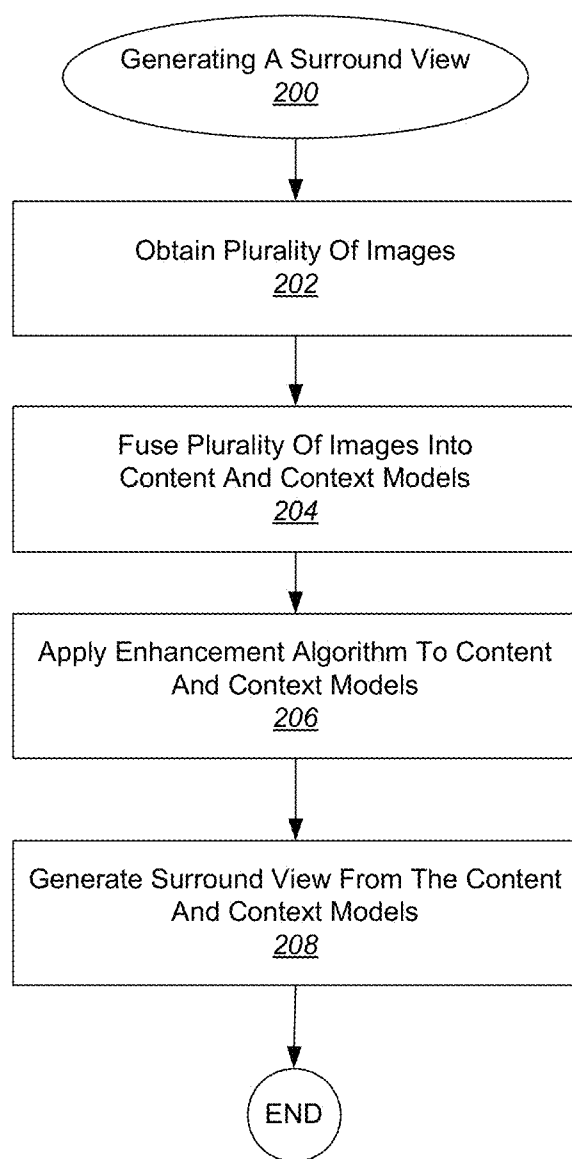 Generating A Surround View
200
Obtain Plurality Of Images
202
Fuse Plurality Of Images Into
Content And Context Models
204
Apply Enhancement Algorithm To Content
And Context Models
206
Generate Surround View From The Content
And Context Models
208
END